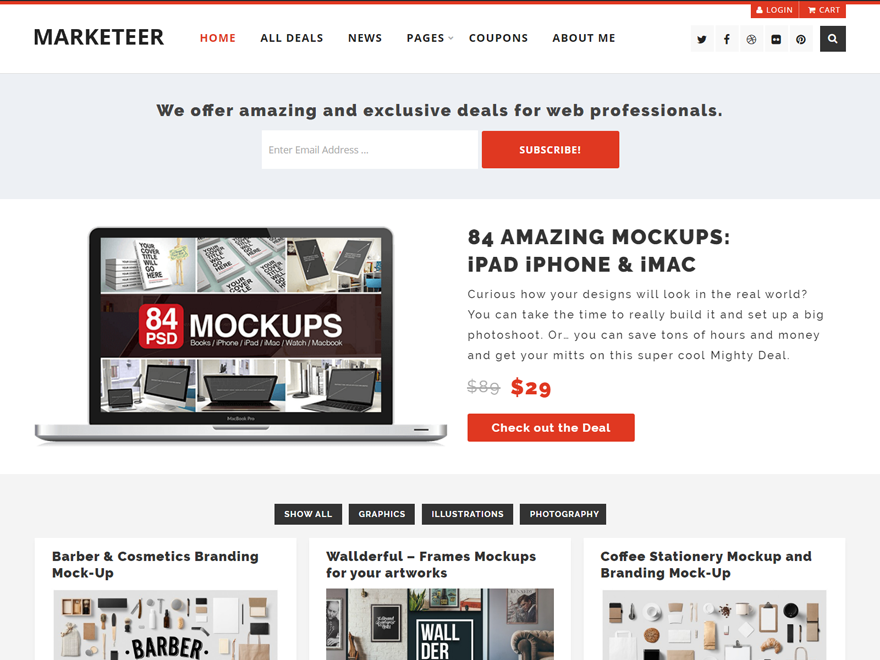 LOGIN CART
MARKETEER
HOME ALL DEALS NEWS PAGES COUPONS ABOUT ME
We offer amazing and exclusive deals for web professionals.
Enter Email Address ...
SUBSCRIBE!
YOUR
COVER
TITLE
WILL
GO
HERE
84
PSD
MOCKUPS
Books / iPhone / iPad / iMac / Watch / Macbook
MacBook Pro
84 AMAZING MOCKUPS:
iPAD iPHONE & iMAC
Curious how your designs will look in the real world?
You can take the time to really build it and set up a big
photoshoot. Or… you can save tons of hours and money
and get your mitts on this super cool Mighty Deal.
$89 $29
Check out the Deal
SHOW ALL GRAPHICS ILLUSTRATIONS PHOTOGRAPHY
Barber & Cosmetics Branding
Mock-Up
BARBER
Wallderful – Frames Mockups
for your artworks
WALL
DER
Coffee Stationery Mockup and
Branding Mock-Up